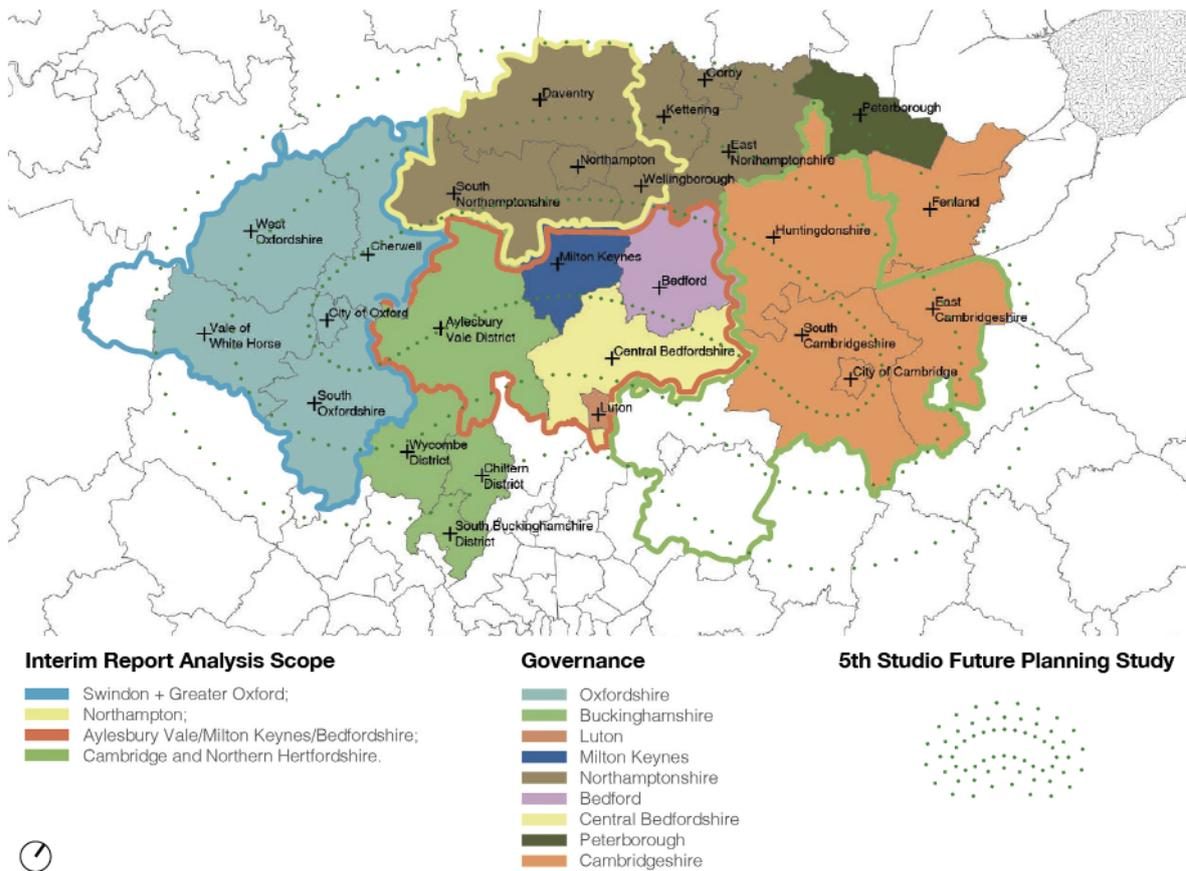 Corby
Daventry
Kettering
Peterborough
East
Northamptonshire
Northampton
Wellingborough
South
Northamptonshire
Fenland
West
Oxfordshire
Huntingdonshire
Cherwell
Milton Keynes
Bedford
East
Cambridgeshire
City of Oxford
Aylesbury
Vale District
Vale of
White Horse
South
Cambridgeshire
Central Bedfordshire
City of Cambridge
South
Oxfordshire
Luton
Wycombe
District
Chiltern
District
South Buckinghamshire
District
Interim Report Analysis Scope
Swindon + Greater Oxford;
Northampton;
Aylesbury Vale/Milton Keynes/Bedfordshire;
Cambridge and Northern Hertfordshire.
Governance
Oxfordshire
Buckinghamshire
Luton
Milton Keynes
Northamptonshire
Bedford
Central Bedfordshire
Peterborough
Cambridgeshire
5th Studio Future Planning Study